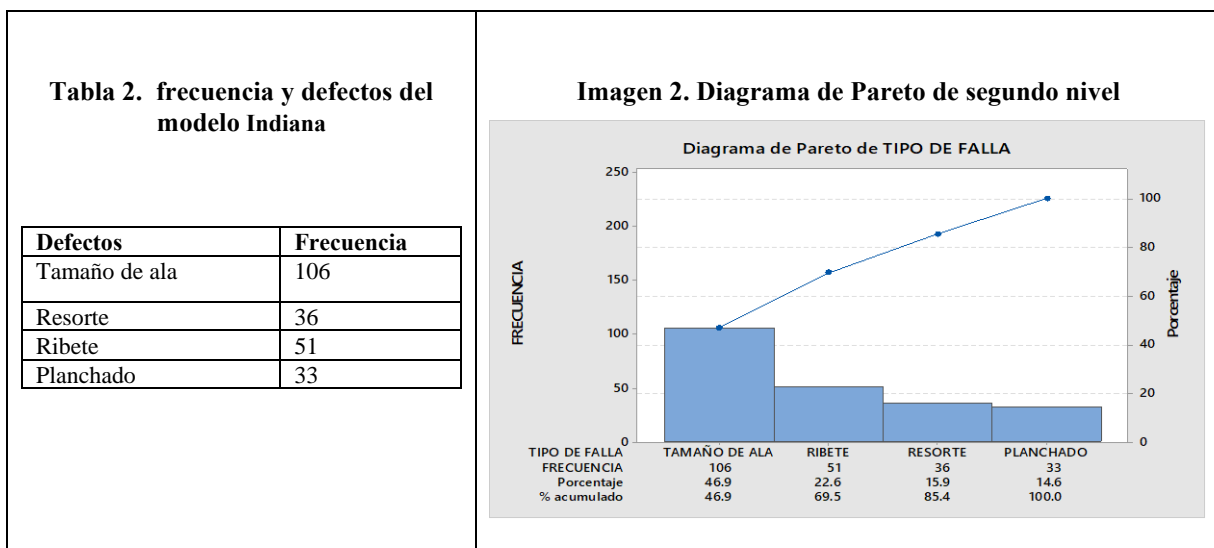 Tabla 2. frecuencia y defectos del
modelo Indiana
Defectos Frecuencia
Tamaño de ala 106
Resorte 36
Ribete 51
Planchado 33
Imagen 2. Diagrama de Pareto de segundo nivel
Diagrama de Pareto de TIPO DE FALLA
250
200
150
100
50
0
FRECUENCIA
100
80
60
40
20
0
Porcentaje
TIPO DE FALLA TAMAÑO DE ALA RIBETE RESORTE PLANCHADO
FRECUENCIA 106 51 36 33
Porcentaje 46.9 22.6 15.9 14.6
% acumulado 46.9 69.5 85.4 100.0